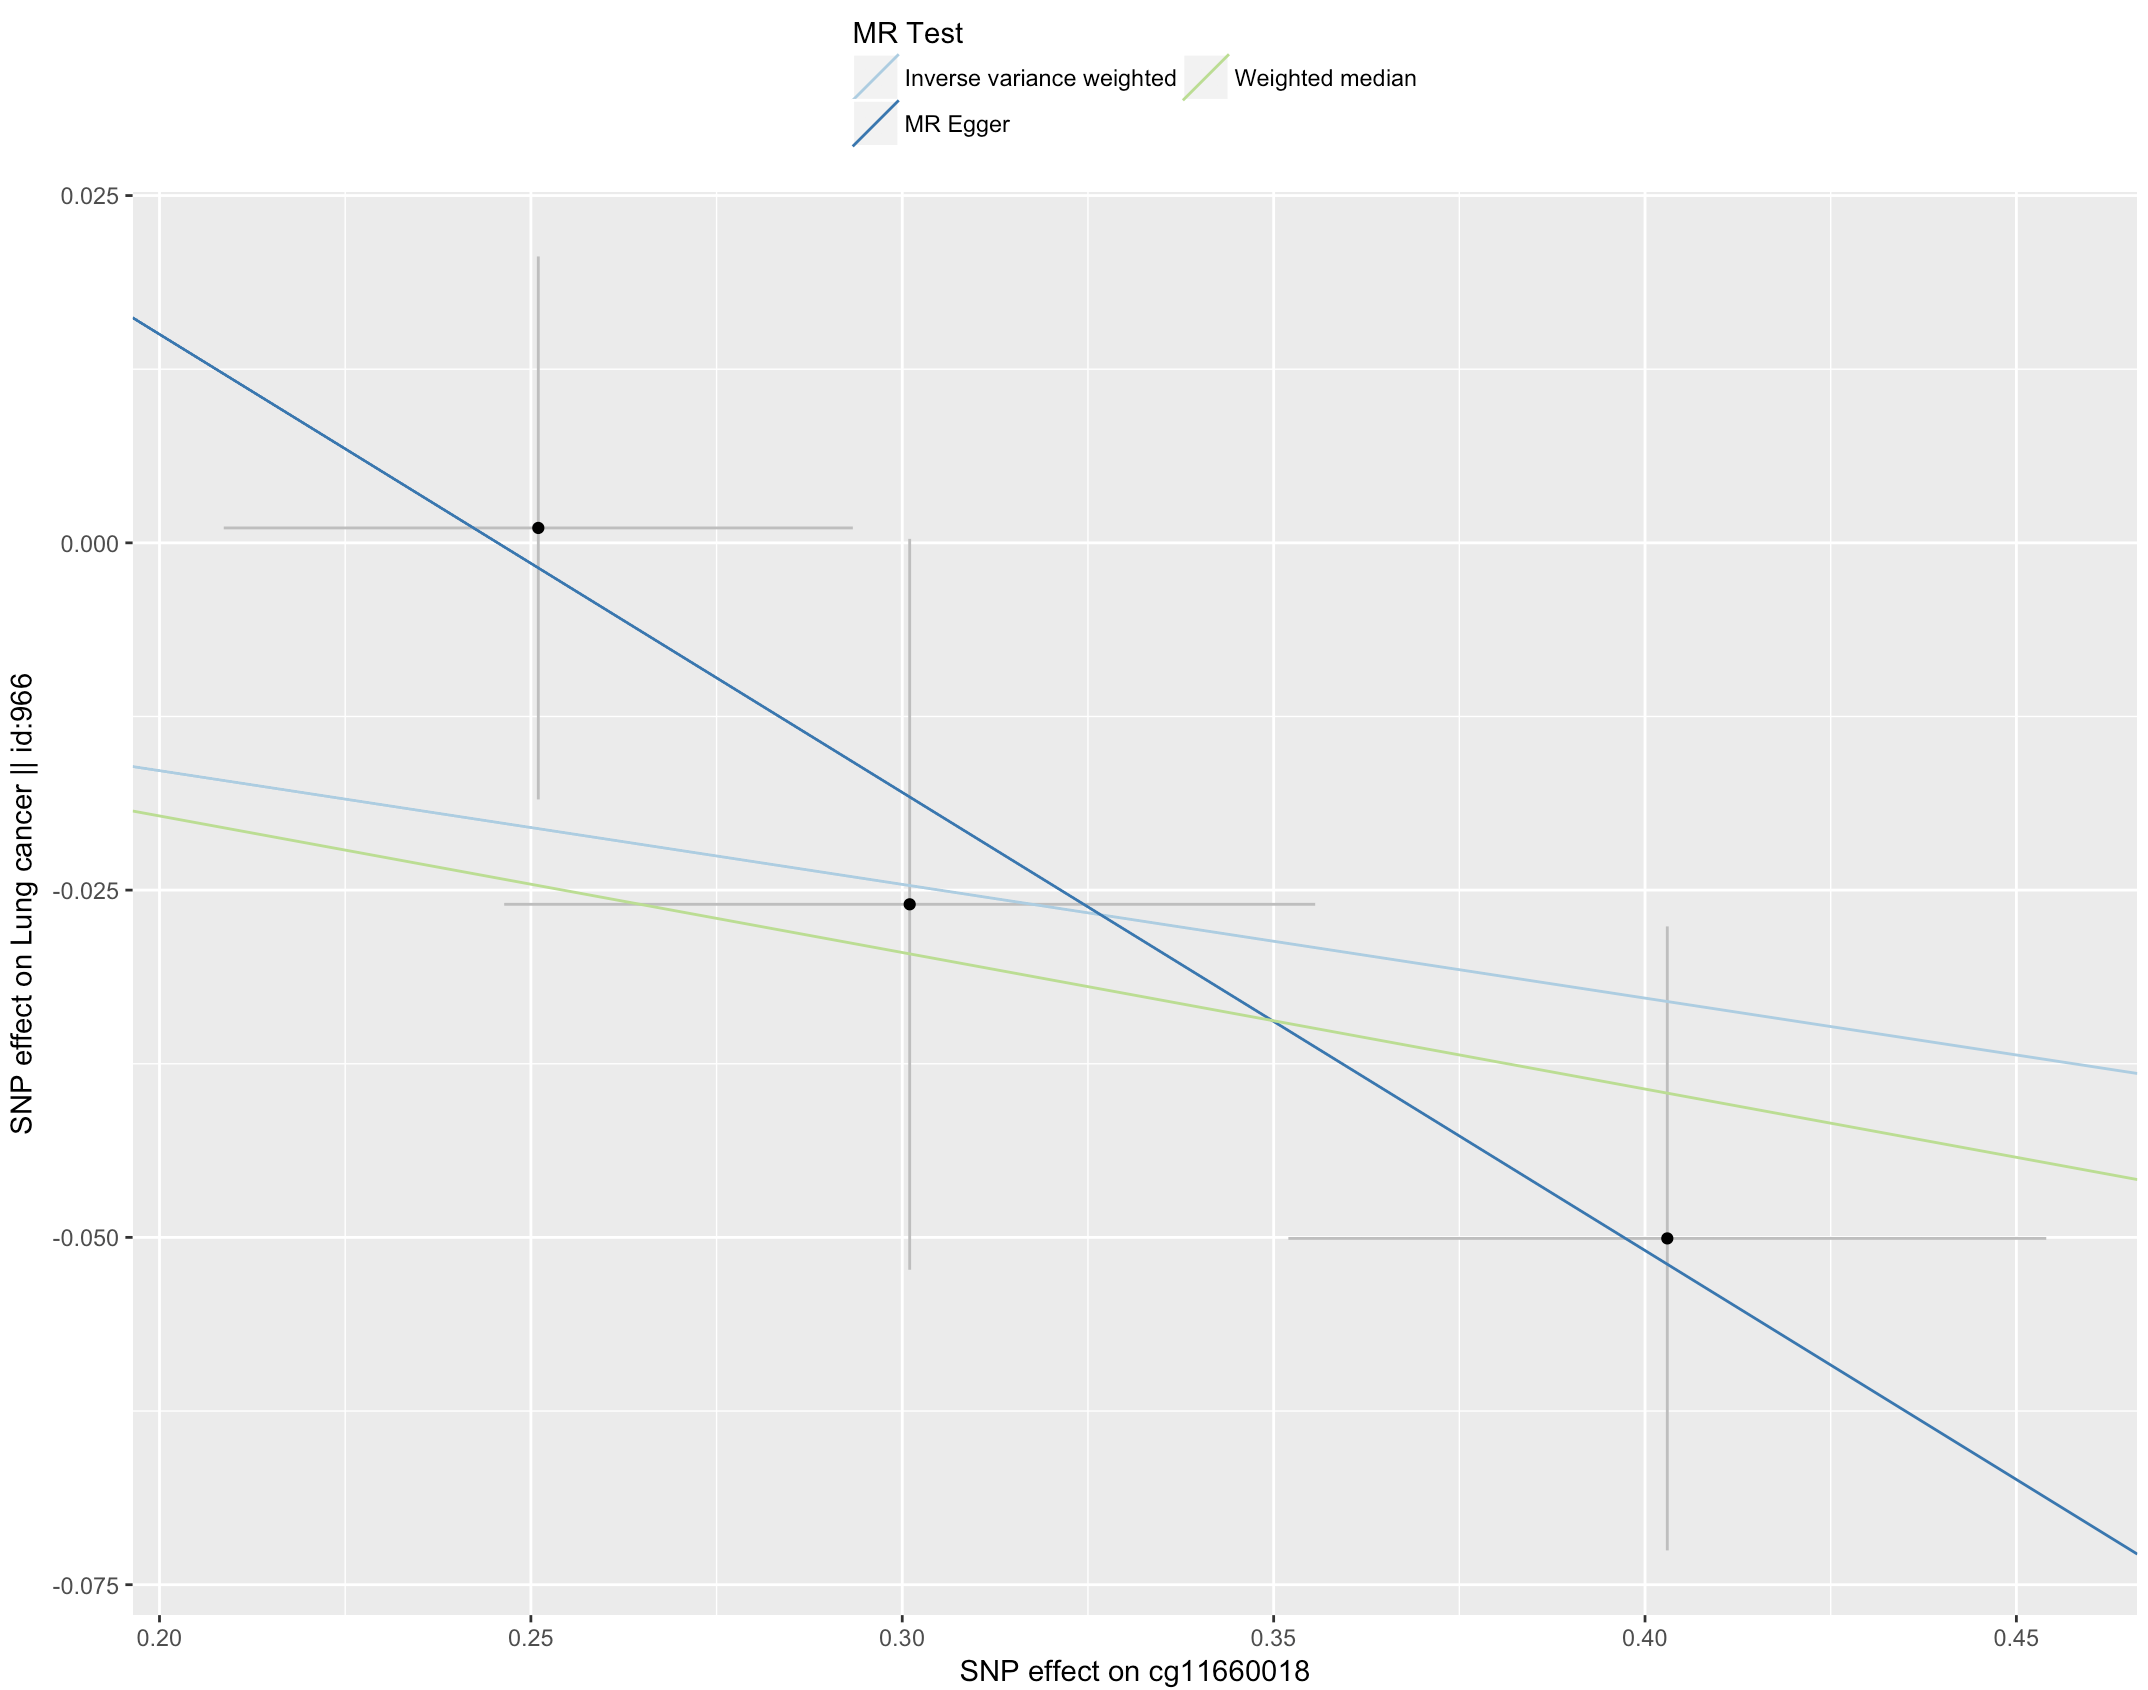 MR Test
Inverse variance weighted
Weighted median
MR Egger
0.025
0.000
-0.025
-0.050
-0.075
SNP effect on Lung cancer || id:966
0.20
0.25
0.30
0.35
0.40
0.45
SNP effect on cg11660018